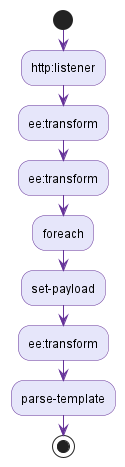 http:listener
ee:transform
ee:transform
foreach
set-payload
ee:transform
parse-template